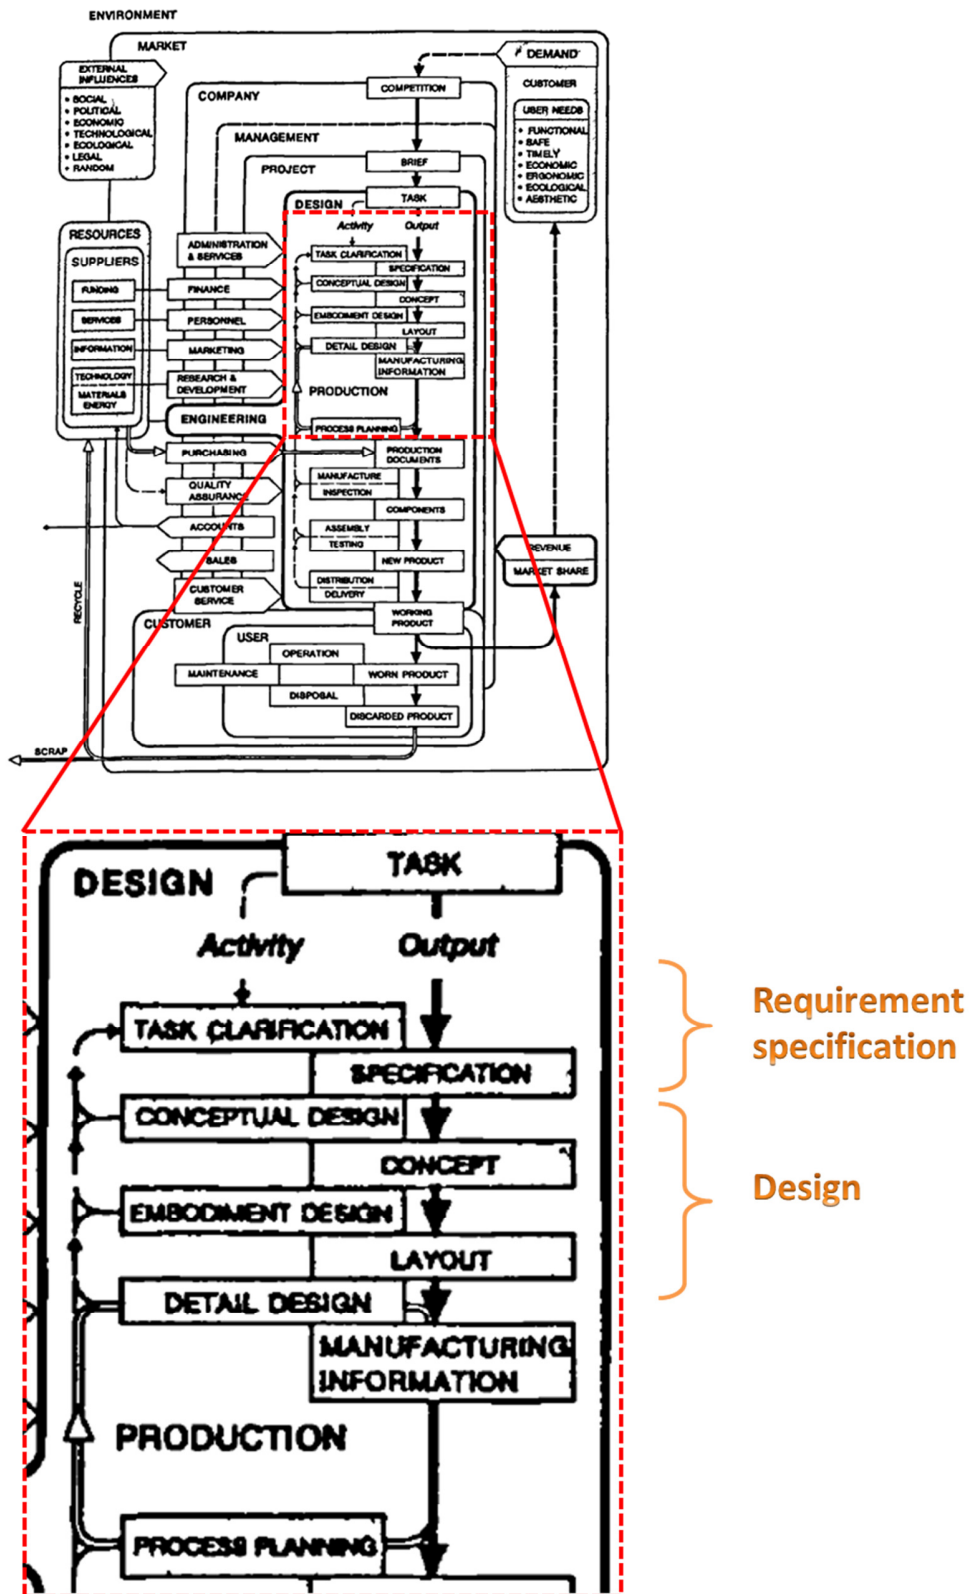 ENVIRONMENT
MARKET
EXTERNAL
INFLUENCES
• SOCIAL
• POLITICAL
• ECONOMIC
• TECHNOLOGICAL
• ECOLOGICAL
• LEGAL
• RANDOM
DEMAND
CUSTOMER
USER NEEDS
• FUNCTIONAL
• SAFE
• TIMELY
• ECONOMIC
• ERGONOMIC
• ECOLOGICAL
• AESTHETIC
COMPANY
COMPETITION
MANAGEMENT
PROJECT
BRIEF
DESIGN
TASK
Activity
Output
RESOURCES
SUPPLIERS
FUNDING
SERVICES
INFORMATION
TECHNOLOGY
MATERIALS
ENERGY
ADMINISTRATION
& SERVICES
FINANCE
PERSONNEL
MARKETING
RESEARCH &
DEVELOPMENT
ENGINEERING
PURCHASING
QUALITY
ASSURANCE
ACCOUNTS
SALES
CUSTOMER
SERVICE
TASK CLARIFICATION
SPECIFICATION
CONCEPTUAL DESIGN
CONCEPT
EMBODIMENT DESIGN
LAYOUT
DETAIL DESIGN
MANUFACTURING
INFORMATION
PRODUCTION
PROCESS PLANNING
PRODUCTION
DOCUMENTS
MANUFACTURE
INSPECTION
COMPONENTS
ASSEMBLY
TESTING
NEW PRODUCT
DISTRIBUTION
DELIVERY
WORKING
PRODUCT
REVENUE
MARKET SHARE
RECYCLE
CUSTOMER
USER
OPERATION
MAINTENANCE
WORN PRODUCT
DISPOSAL
DISCARDED PRODUCT
SCRAP
DESIGN
TASK
Activity
Output
TASK CLARIFICATION
SPECIFICATION
CONCEPTUAL DESIGN
CONCEPT
EMBODIMENT DESIGN
LAYOUT
DETAIL DESIGN
MANUFACTURING
INFORMATION
PRODUCTION
PROCESS PLANNING
Requirement
specification
Design